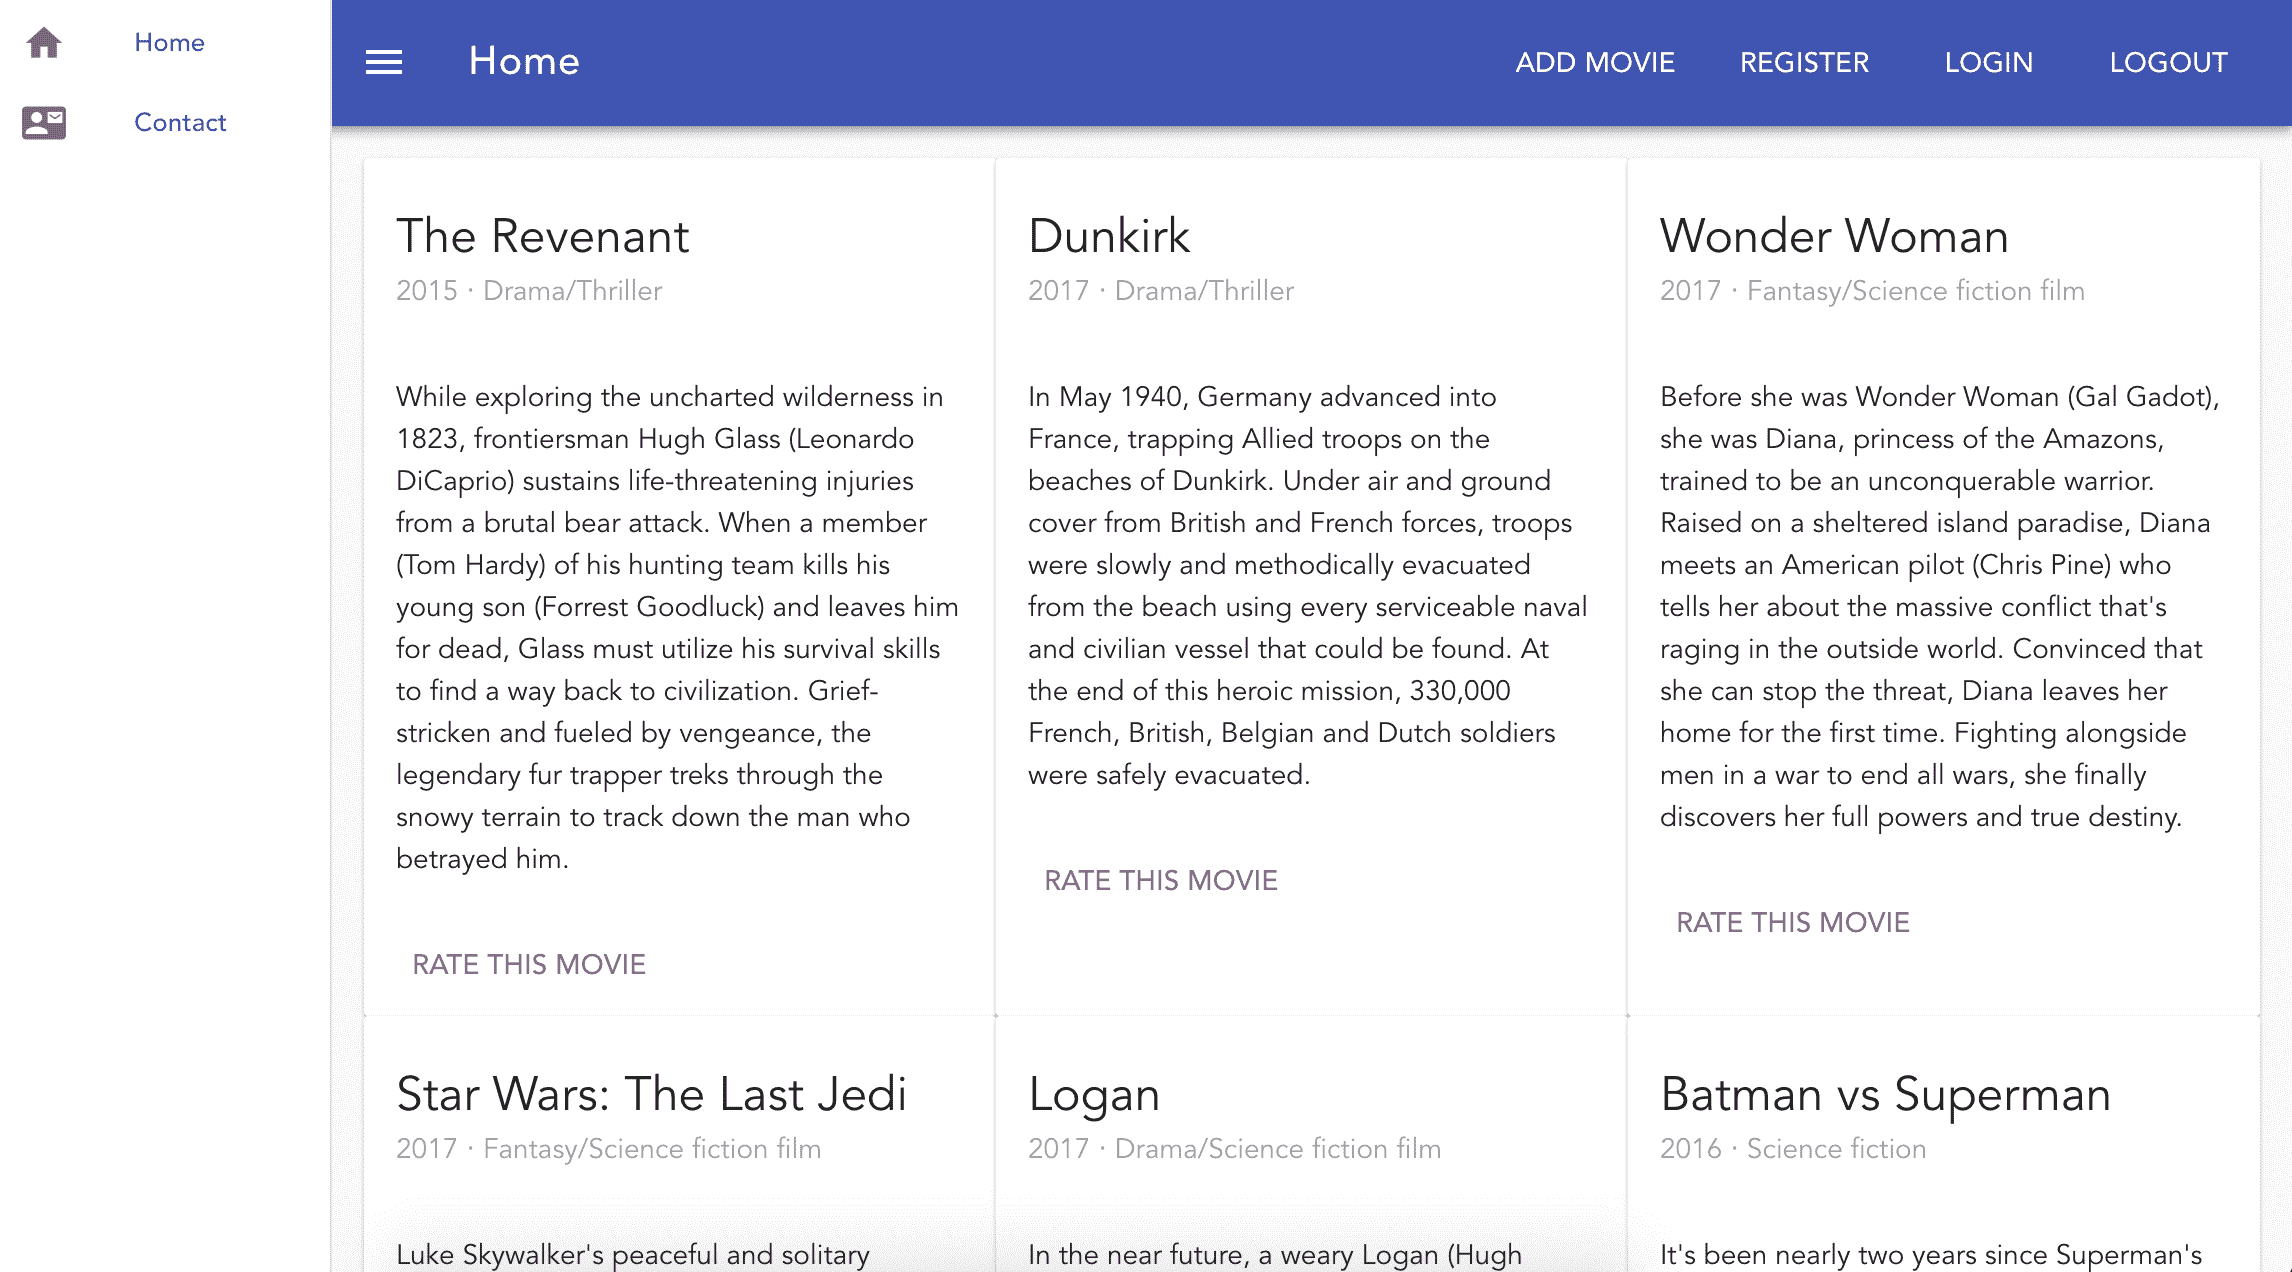 Home
Contact
Home
ADD MOVIE
REGISTER
LOGIN
LOGOUT
The Revenant
2015 · Drama/Thriller
While exploring the uncharted wilderness in
1823, frontiersman Hugh Glass (Leonardo
DiCaprio) sustains life-threatening injuries
from a brutal bear attack. When a member
(Tom Hardy) of his hunting team kills his
young son (Forrest Goodluck) and leaves him
for dead, Glass must utilize his survival skills
to find a way back to civilization. Grief-
stricken and fueled by vengeance, the
legendary fur trapper treks through the
snowy terrain to track down the man who
betrayed him.
RATE THIS MOVIE
Dunkirk
2017 · Drama/Thriller
In May 1940, Germany advanced into
France, trapping Allied troops on the
beaches of Dunkirk. Under air and ground
cover from British and French forces, troops
were slowly and methodically evacuated
from the beach using every serviceable naval
and civilian vessel that could be found. At
the end of this heroic mission, 330,000
French, British, Belgian and Dutch soldiers
were safely evacuated.
RATE THIS MOVIE
Wonder Woman
2017 · Fantasy/Science fiction film
Before she was Wonder Woman (Gal Gadot),
she was Diana, princess of the Amazons,
trained to be an unconquerable warrior.
Raised on a sheltered island paradise, Diana
meets an American pilot (Chris Pine) who
tells her about the massive conflict that's
raging in the outside world. Convinced that
she can stop the threat, Diana leaves her
home for the first time. Fighting alongside
men in a war to end all wars, she finally
discovers her full powers and true destiny.
RATE THIS MOVIE
Star Wars: The Last Jedi
2017 · Fantasy/Science fiction film
Luke Skywalker's peaceful and solitary
Logan
2017 · Drama/Science fiction film
In the near future, a weary Logan (Hugh
Batman vs Superman
2016 · Science fiction
It's been nearly two years since Superman's